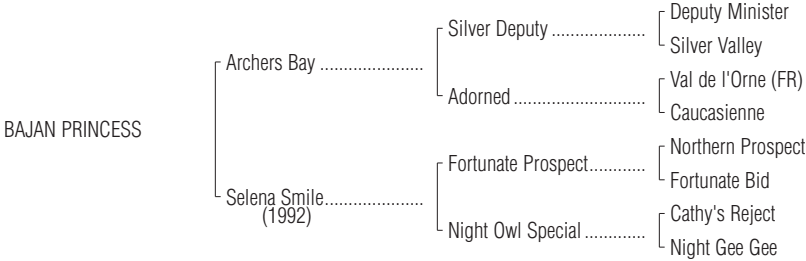 Deputy Minister
Silver Deputy ....................
Silver Valley
Archers Bay ......................
Val de l'Orne (FR)
Adorned............................
Caucasienne
BAJAN PRINCESS
Northern Prospect
Fortunate Prospect............
Fortunate Bid
Selena Smile.....................
(1992)
Cathy's Reject
Night Owl Special .............
Night Gee Gee